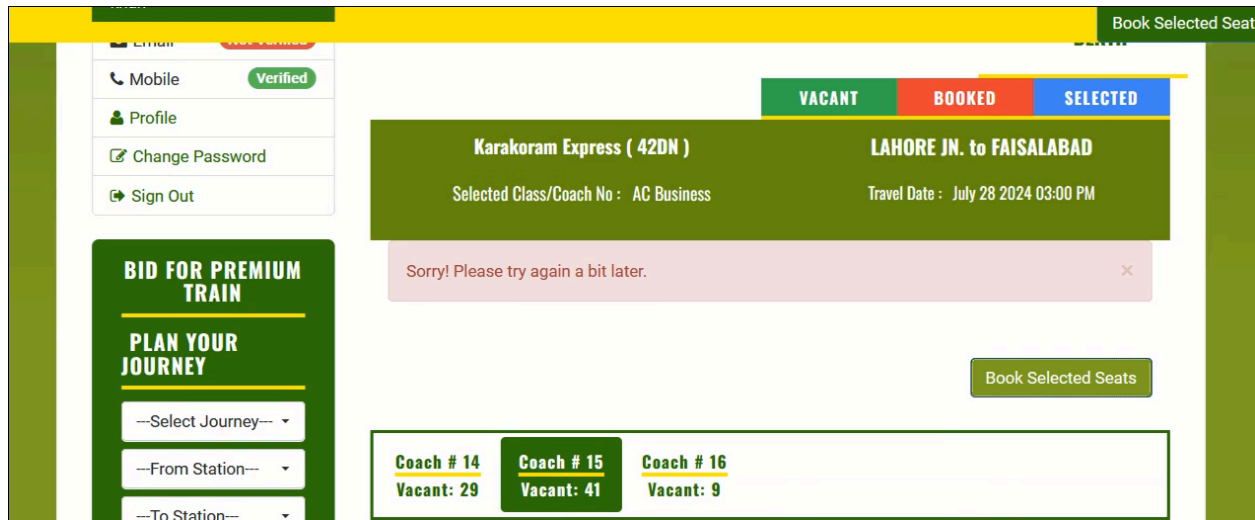 Book Selected Seat
Mobile Verified
Profile
Change Password
Sign Out
VACANT BOOKED SELECTED
Karakoram Express ( 42DN )
LAHORE JN. to FAISALABAD
Selected Class/Coach No : AC Business
Travel Date : July 28 2024 03:00 PM
Sorry! Please try again a bit later. ×
BID FOR PREMIUM
TRAIN
PLAN YOUR
JOURNEY
---Select Journey---
---From Station---
---To Station---
Book Selected Seats
Coach # 14
Vacant: 29
Coach # 15
Vacant: 41
Coach # 16
Vacant: 9